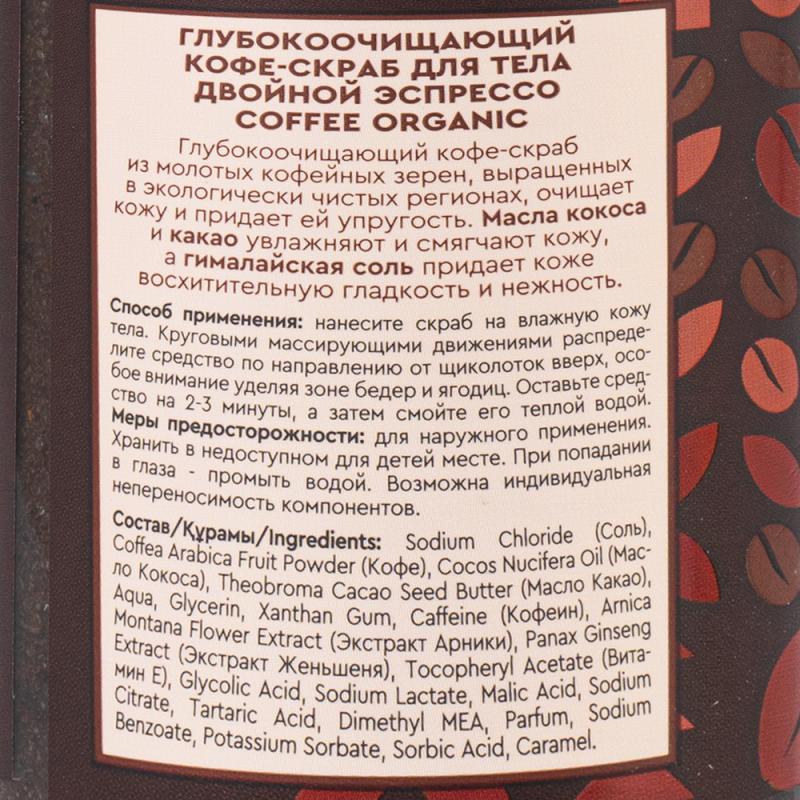 ГЛУБОКООЧИЩАЮЩИЙ
КОФЕ-СКРАБ ДЛЯ ТЕЛА
ДВОЙНОЙ ЭСПРЕССО
COFFEE ORGANIC
Глубокоочищающий кофе-скраб
из молотых кофейных зерен, выращенных
в экологически чистых регионах, очищает
кожу и придает ей упругость. Масла кокоса
и какао увлажняют и смягчают кожу,
а гималайская соль придает коже
восхитительную гладкость и нежность.
Способ применения: нанесите скраб на влажную кожу
тела. Круговыми массирующими движениями распреде-
лите средство по направлению от щиколоток вверх, осо-
бое внимание уделяя зоне бедер и ягодиц. Оставьте сред-
ство на 2-3 минуты, а затем смойте его теплой водой.
Меры предосторожности: для наружного применения.
Хранить в недоступном для детей месте. При попадании
в глаза - промыть водой. Возможна индивидуальная
непереносимость компонентов.
Состав/Құрамы/Ingredients: Sodium Chloride (Соль),
Coffea Arabica Fruit Powder (Кофе), Cocos Nucifera Oil (Мас-
ло Кокоса), Theobroma Cacao Seed Butter (Масло Какао),
Aqua, Glycerin, Xanthan Gum, Caffeine (Кофеин), Arnica
Montana Flower Extract (Экстракт Арники), Panax Ginseng
Extract (Экстракт Женьшеня), Tocopheryl Acetate (Вита-
мин Е), Glycolic Acid, Sodium Lactate, Malic Acid, Sodium
Citrate, Tartaric Acid, Dimethyl MEA, Parfum, Sodium
Benzoate, Potassium Sorbate, Sorbic Acid, Caramel.